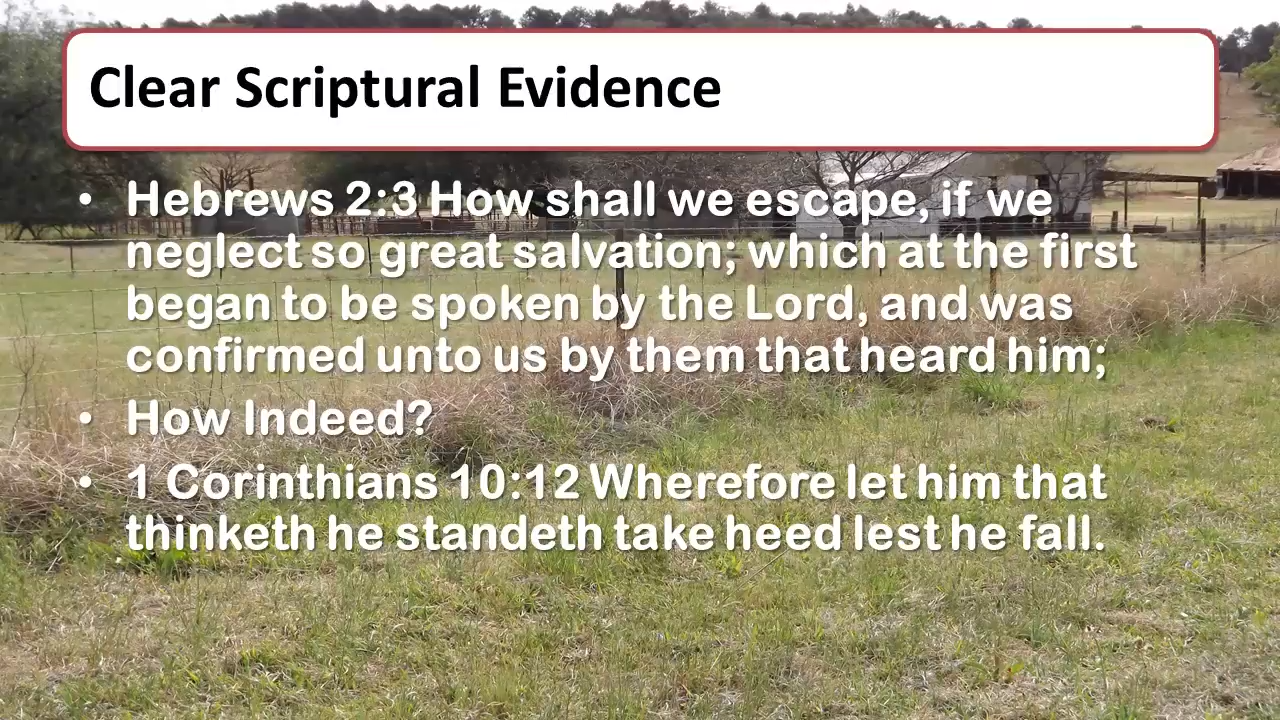 Clear Scriptural Evidence
• Hebrews 2:3 How shall we escape, if we
neglect so great salvation; which at the first
began to be spoken by the Lord, and was
confirmed unto us by them that heard him;
• How Indeed?
• 1 Corinthians 10:12 Wherefore let him that
thinketh he standeth take heed lest he fall.